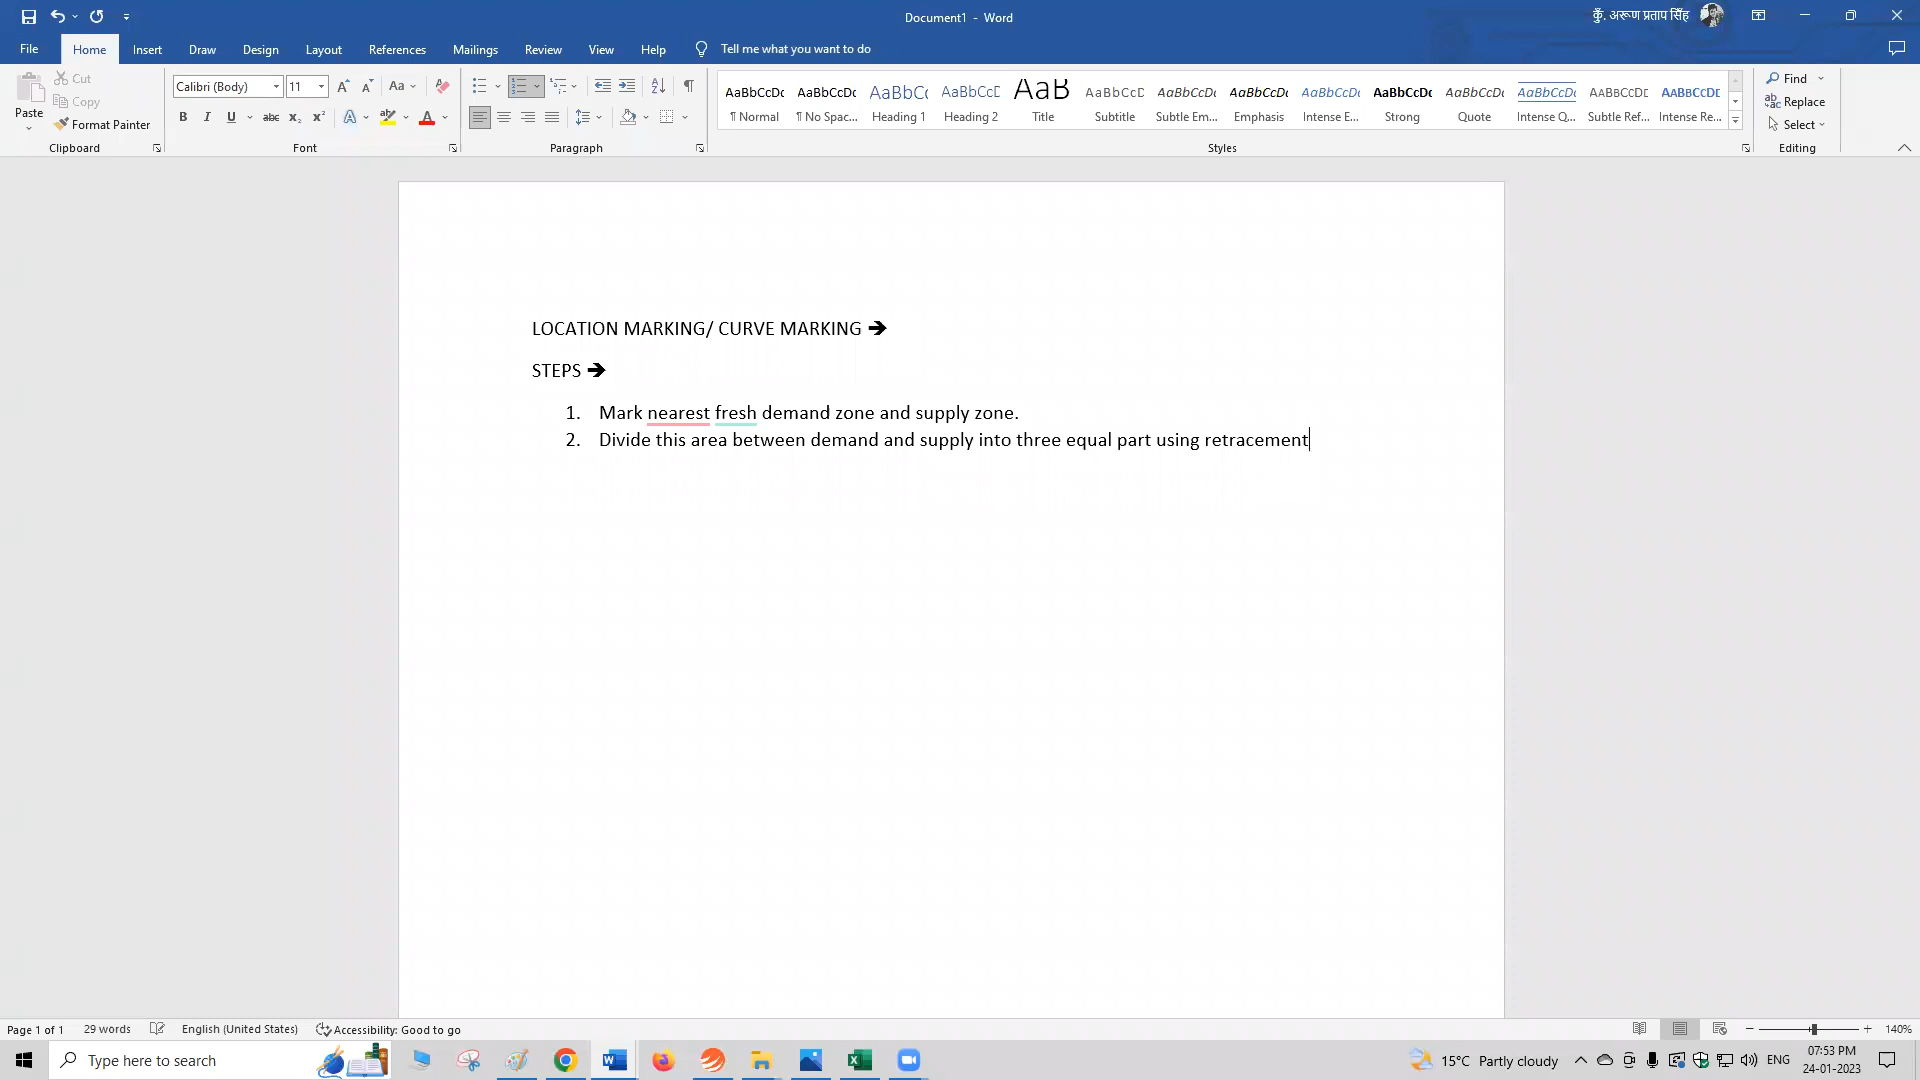 Document1 - Word
कुँ. अरूण प्रताप सिँह
File Home Insert Draw Design Layout References Mailings Review View Help Tell me what you want to do
Paste
Cut
Copy
Format Painter
Clipboard
Calibri (Body) 11
Font
Paragraph
AaBbCcDc AaBbCcDc AaBbC AaBbCcC AaB AaBbCcD AaBbCcDc AaBbCcDc AaBbCcDc AaBbCcDc AaBbCcDc AaBbCcDc AABBCCDE AABBCCDE
¶ Normal ¶ No Spac... Heading 1 Heading 2 Title Subtitle Subtle Em... Emphasis Intense E... Strong Quote Intense Q... Subtle Ref... Intense Re...
Styles
Find
Replace
Select
Editing
LOCATION MARKING/ CURVE MARKING ➔
STEPS ➔
1. Mark nearest fresh demand zone and supply zone.
2. Divide this area between demand and supply into three equal part using retracement
Page 1 of 1 29 words English (United States) Accessibility: Good to go 140%
Type here to search
15°C Partly cloudy ENG
07:53 PM
24-01-2023